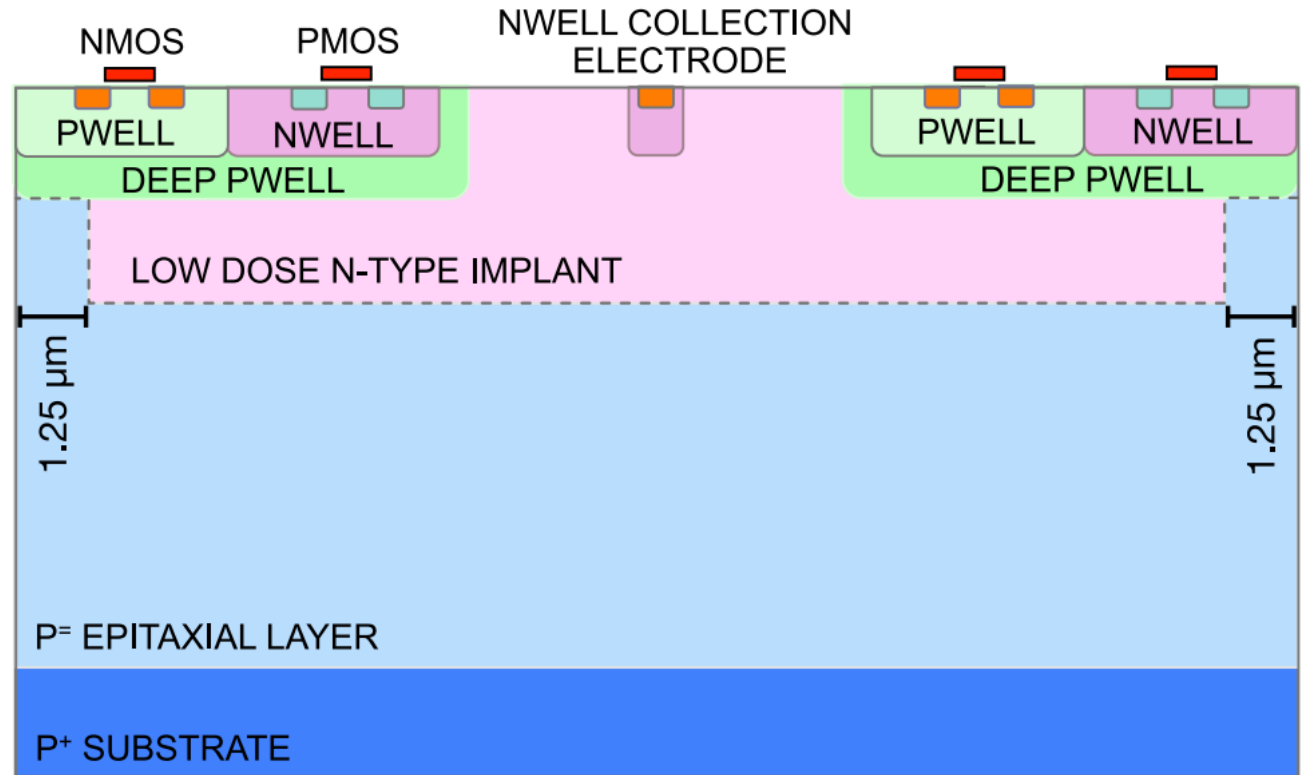 NMOS
PMOS
NWELL COLLECTION
ELECTRODE
PWELL
NWELL
DEEP PWELL
PWELL
NWELL
DEEP PWELL
LOW DOSE N-TYPE IMPLANT
1.25 μm
1.25 μm
P⁼ EPITAXIAL LAYER
P⁺ SUBSTRATE